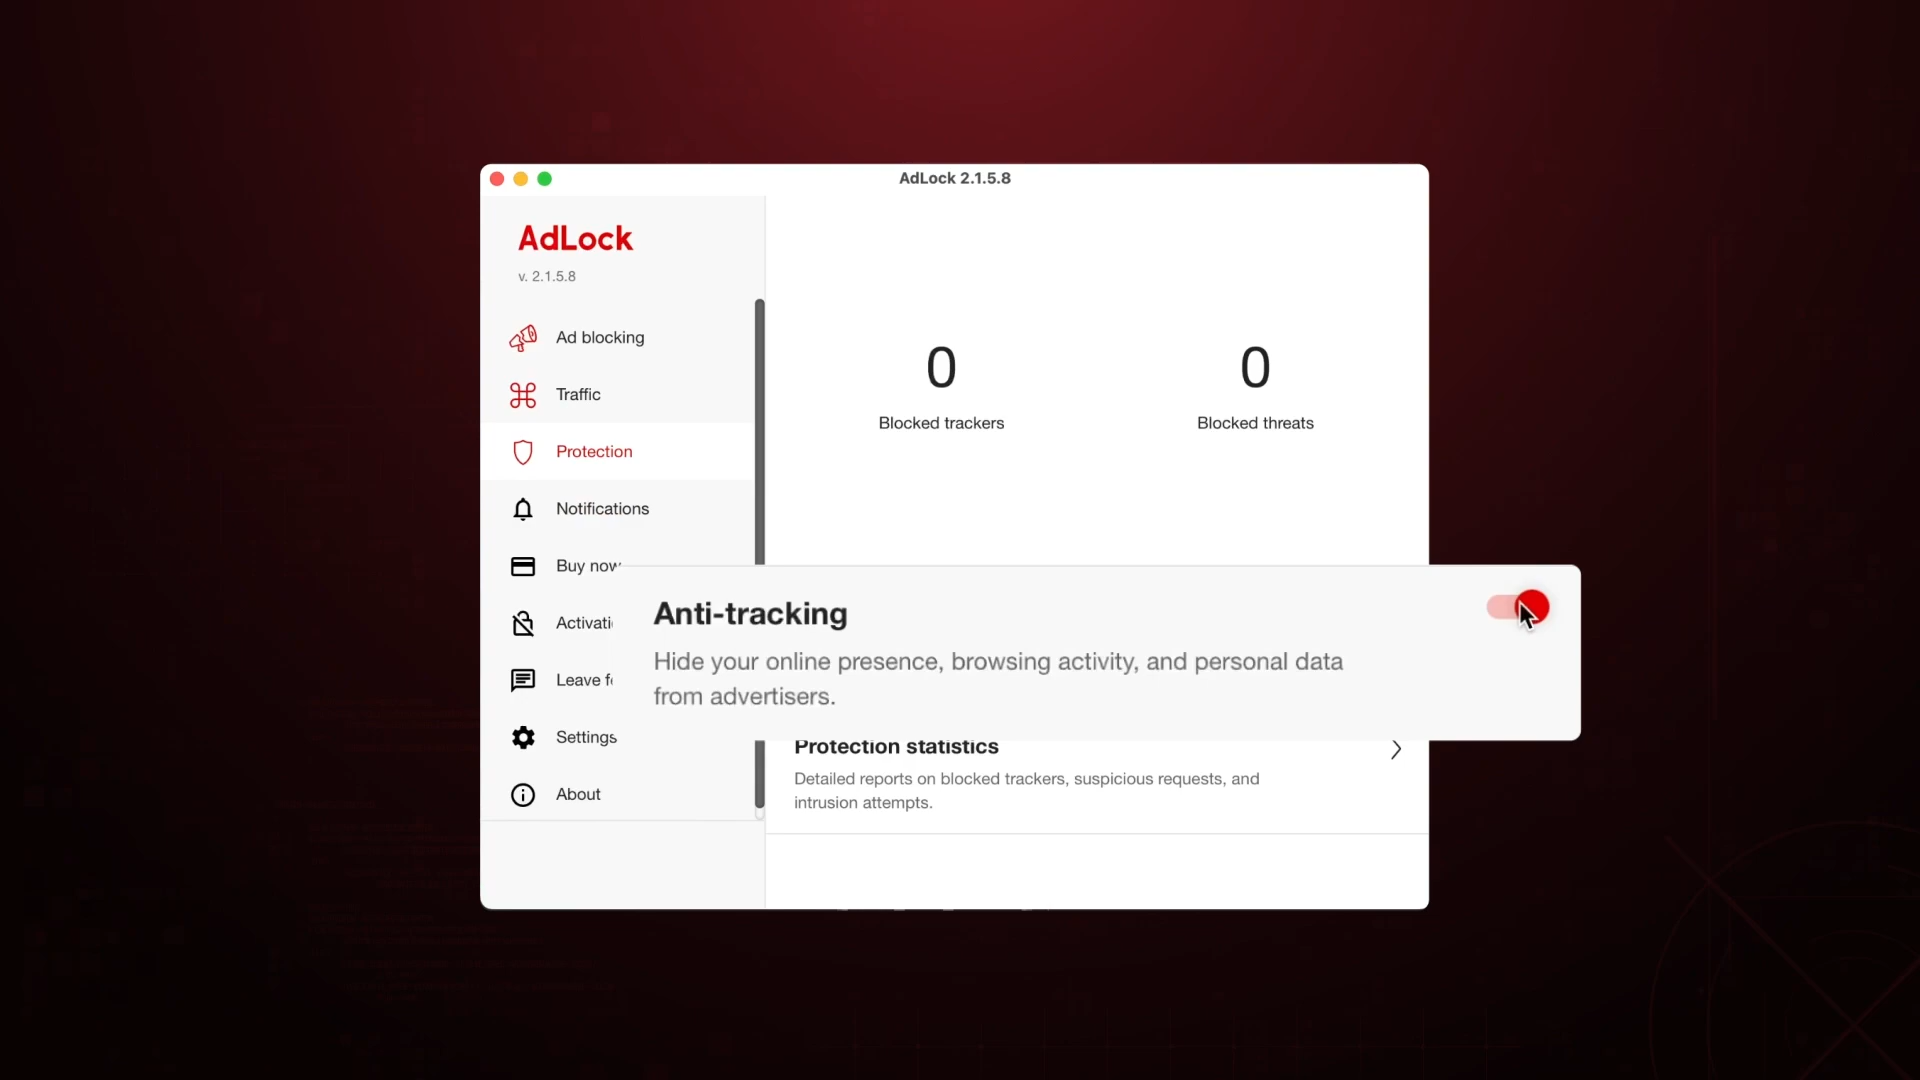 AdLock 2.1.5.8
AdLock
v. 2.1.5.8
Ad blocking
Traffic
Protection
Notifications
Buy now
Activati
Leave f
Settings
About
0
Blocked trackers
0
Blocked threats
Anti-tracking
Hide your online presence, browsing activity, and personal data
from advertisers.
Protection statistics
Detailed reports on blocked trackers, suspicious requests, and
intrusion attempts.